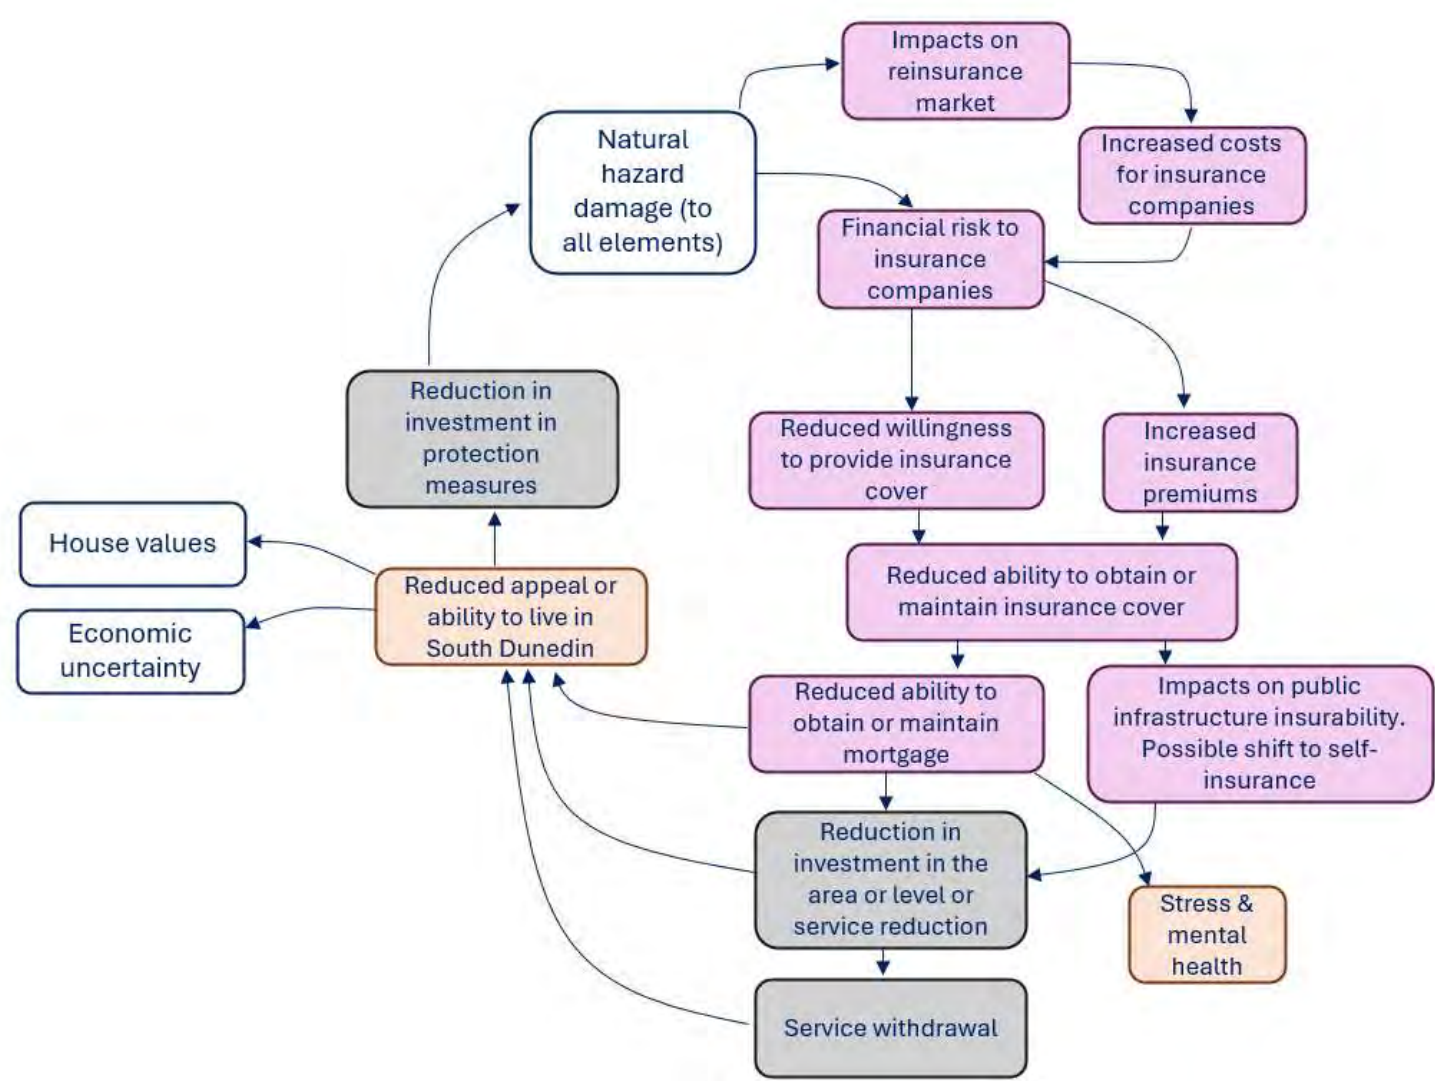 Impacts on
reinsurance
market
Natural
hazard
damage (to
all elements)
Increased costs
for insurance
companies
Financial risk to
insurance
companies
Reduction in
investment in
protection
measures
Reduced willingness
to provide insurance
cover
Increased
insurance
premiums
House values
Reduced appeal or
ability to live in
South Dunedin
Economic
uncertainty
Reduced ability to obtain or
maintain insurance cover
Reduced ability to
obtain or maintain
mortgage
Impacts on public
infrastructure insurability.
Possible shift to self-
insurance
Reduction in
investment in the
area or level or
service reduction
Stress &
mental
health
Service withdrawal